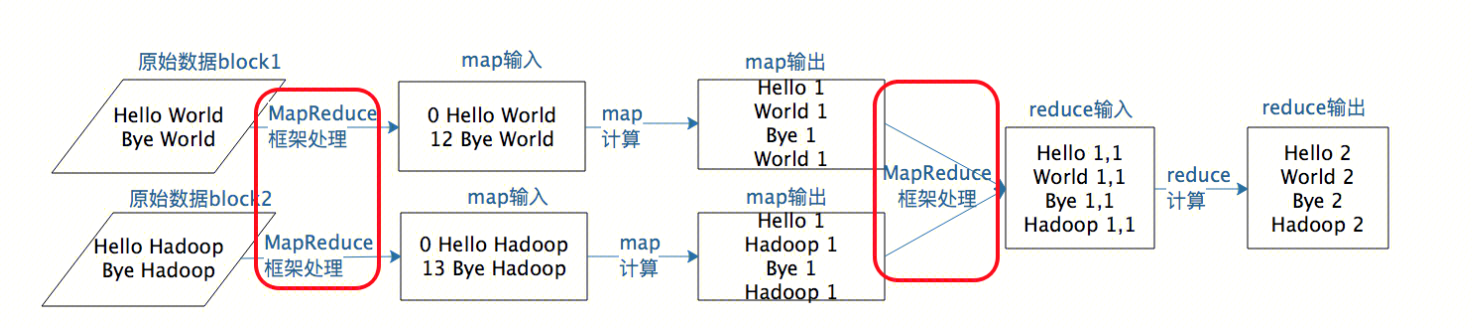 原始数据block1
Hello World
Bye World
MapReduce
框架处理
map输入
0 Hello World
12 Bye World
map
计算
map输出
Hello 1
World 1
Bye 1
World 1
原始数据block2
Hello Hadoop
Bye Hadoop
MapReduce
框架处理
map输入
0 Hello Hadoop
13 Bye Hadoop
map
计算
map输出
Hello 1
Hadoop 1
Bye 1
Hadoop 1
MapReduce
框架处理
reduce输入
Hello 1,1
World 1,1
Bye 1,1
Hadoop 1,1
reduce
计算
reduce输出
Hello 2
World 2
Bye 2
Hadoop 2